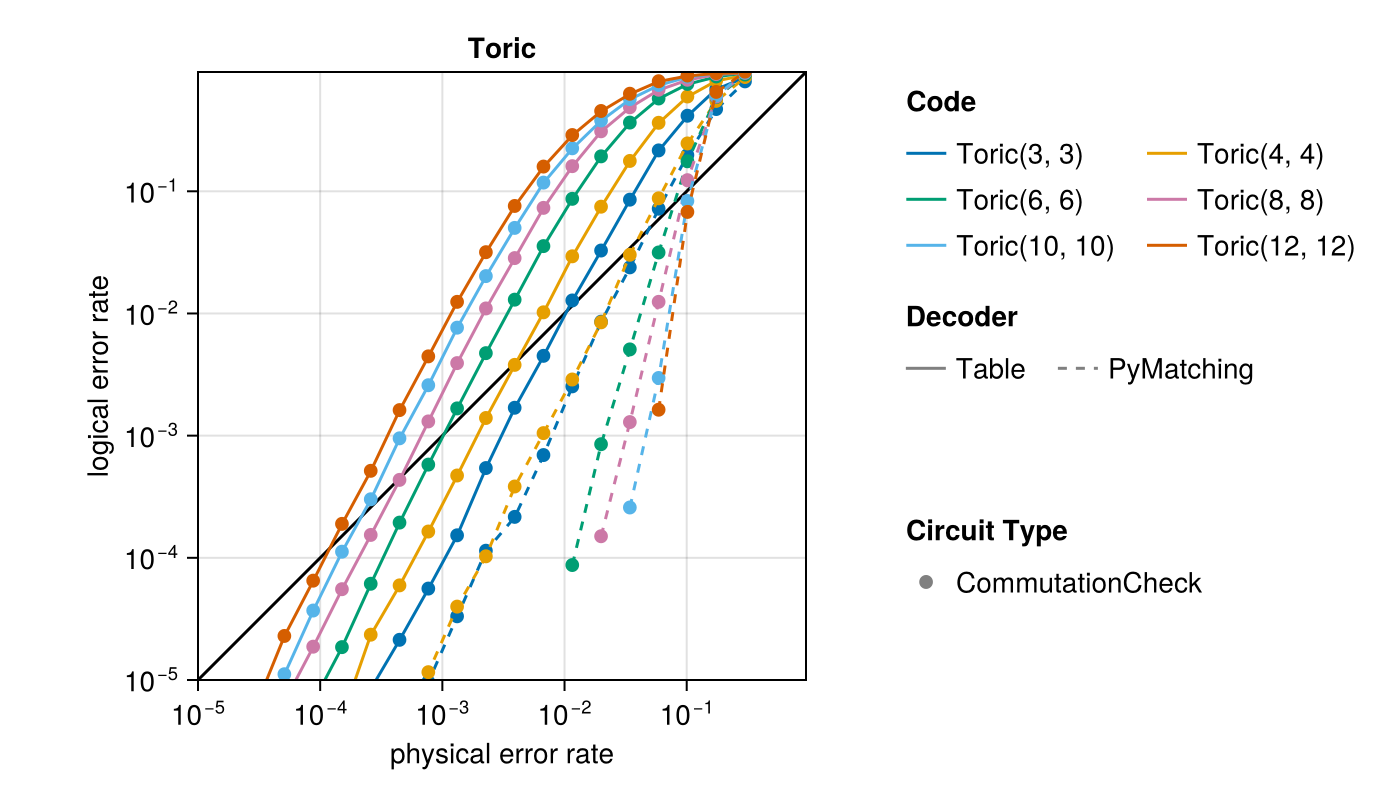 Toric
logical error rate
10⁻¹
10⁻²
10⁻³
10⁻⁴
10⁻⁵
10⁻⁵ 10⁻⁴ 10⁻³ 10⁻² 10⁻¹
physical error rate
Code
Toric(3, 3) Toric(4, 4)
Toric(6, 6) Toric(8, 8)
Toric(10, 10) Toric(12, 12)
Decoder
Table PyMatching
Circuit Type
CommutationCheck